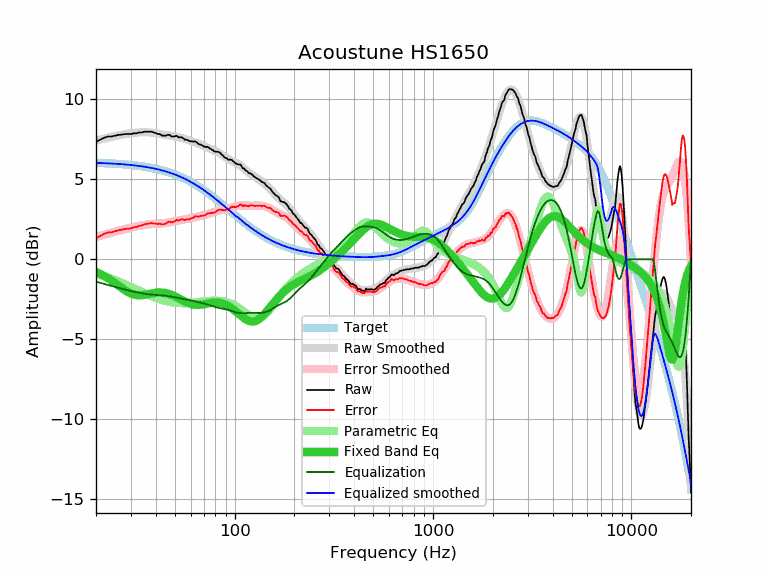 Acoustune HS1650
Amplitude (dBr)
10
5
0
−5
−10
−15
Target
Raw Smoothed
Error Smoothed
Raw
Error
Parametric Eq
Fixed Band Eq
Equalization
Equalized smoothed
100 1000 10000
Frequency (Hz)